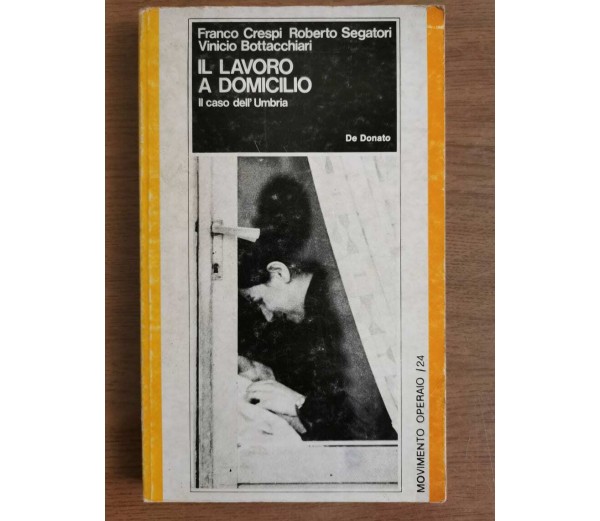 Franco Crespi Roberto Segatori
Vinicio Bottacchiari
IL LAVORO
A DOMICILIO
Il caso dell'Umbria
De Donato
MOVIMENTO OPERAIO / 24